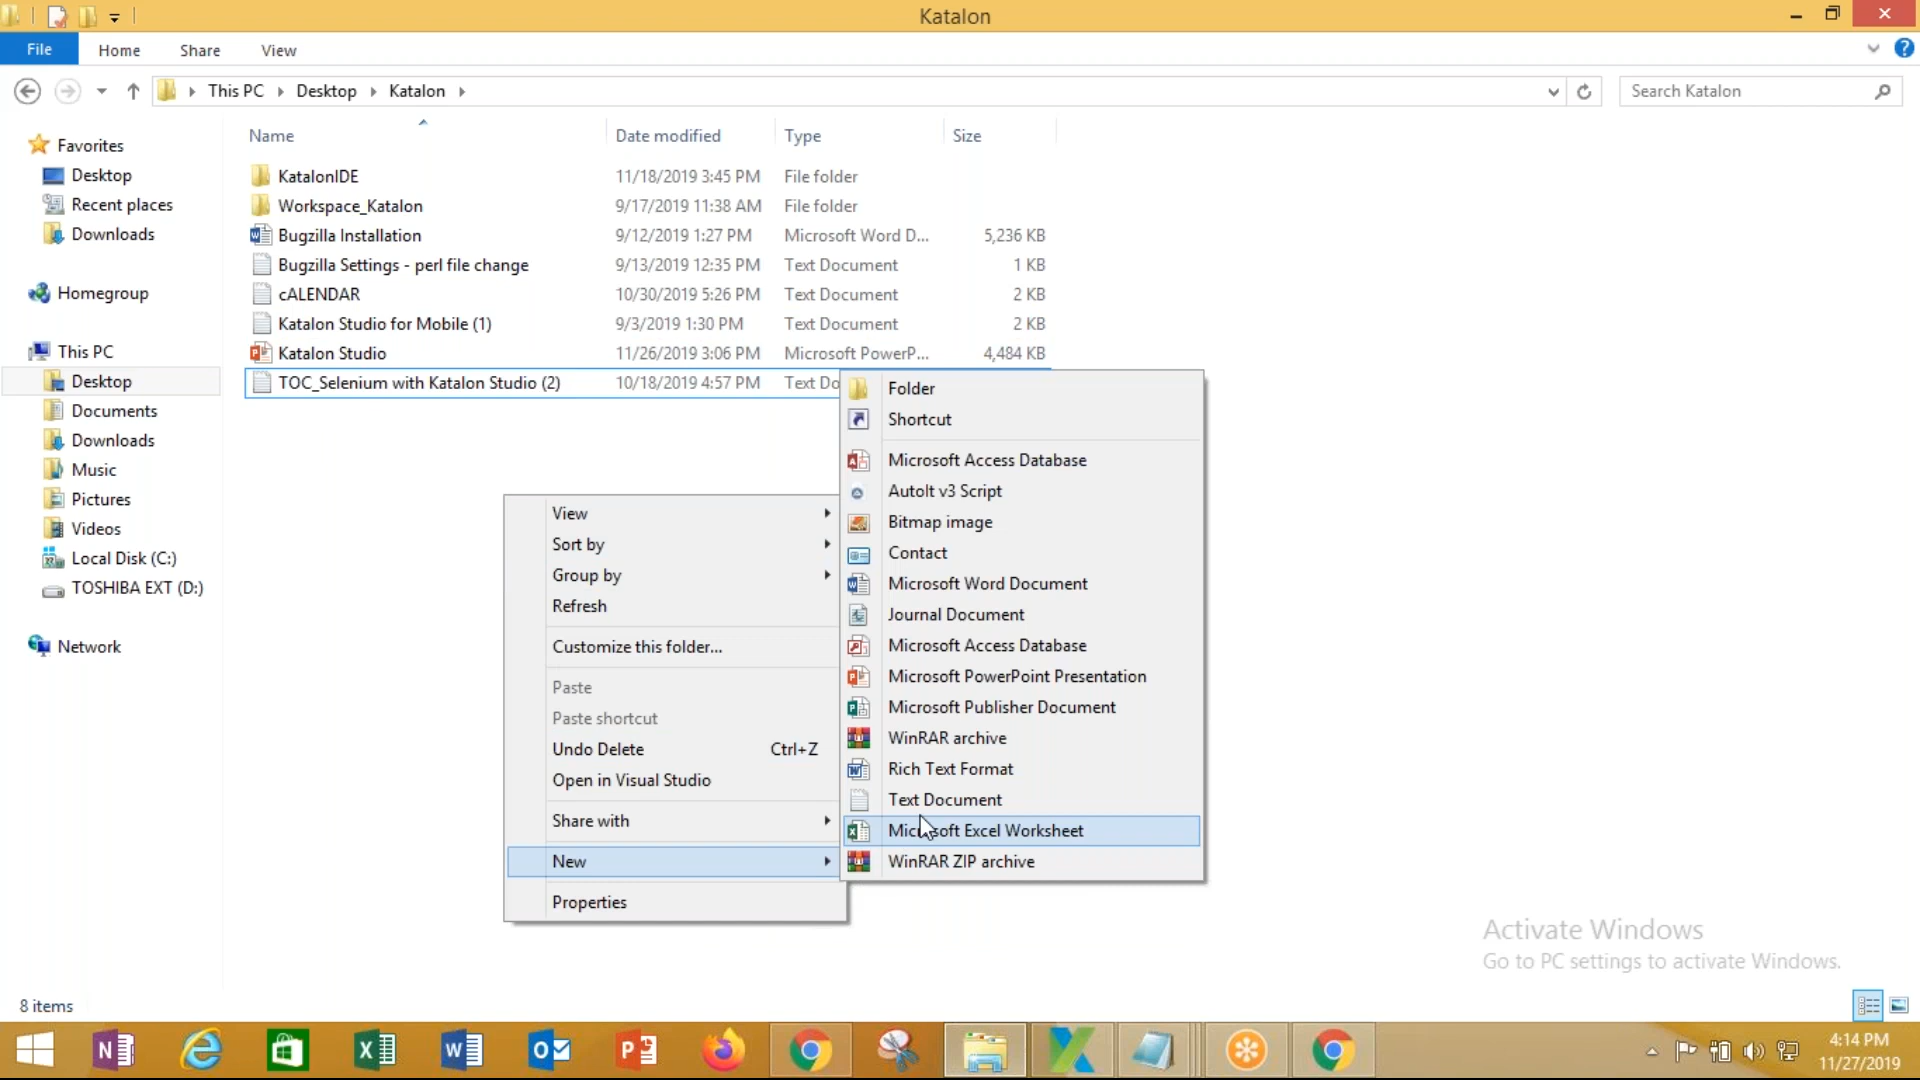 Katalon
File Home Share View
This PC Desktop Katalon Search Katalon
Name Date modified Type Size
Favorites
Desktop
Recent places
Downloads
Homegroup
This PC
Desktop
Documents
Downloads
Music
Pictures
Videos
Local Disk (C:)
TOSHIBA EXT (D:)
Network
KatalonIDE 11/18/2019 3:45 PM File folder
Workspace_Katalon 9/17/2019 11:38 AM File folder
Bugzilla Installation 9/12/2019 1:27 PM Microsoft Word D... 5,236 KB
Bugzilla Settings - perl file change 9/13/2019 12:35 PM Text Document 1 KB
cALENDAR 10/30/2019 5:26 PM Text Document 2 KB
Katalon Studio for Mobile (1) 9/3/2019 1:30 PM Text Document 2 KB
Katalon Studio 11/26/2019 3:06 PM Microsoft PowerP... 4,484 KB
TOC_Selenium with Katalon Studio (2) 10/18/2019 4:57 PM Text Do
View
Sort by
Group by
Refresh
Customize this folder...
Paste
Paste shortcut
Undo Delete Ctrl+Z
Open in Visual Studio
Share with
New
Properties
Folder
Shortcut
Microsoft Access Database
AutoIt v3 Script
Bitmap image
Contact
Microsoft Word Document
Journal Document
Microsoft Access Database
Microsoft PowerPoint Presentation
Microsoft Publisher Document
WinRAR archive
Rich Text Format
Text Document
Microsoft Excel Worksheet
WinRAR ZIP archive
Activate Windows
Go to PC settings to activate Windows.
8 items
4:14 PM
11/27/2019